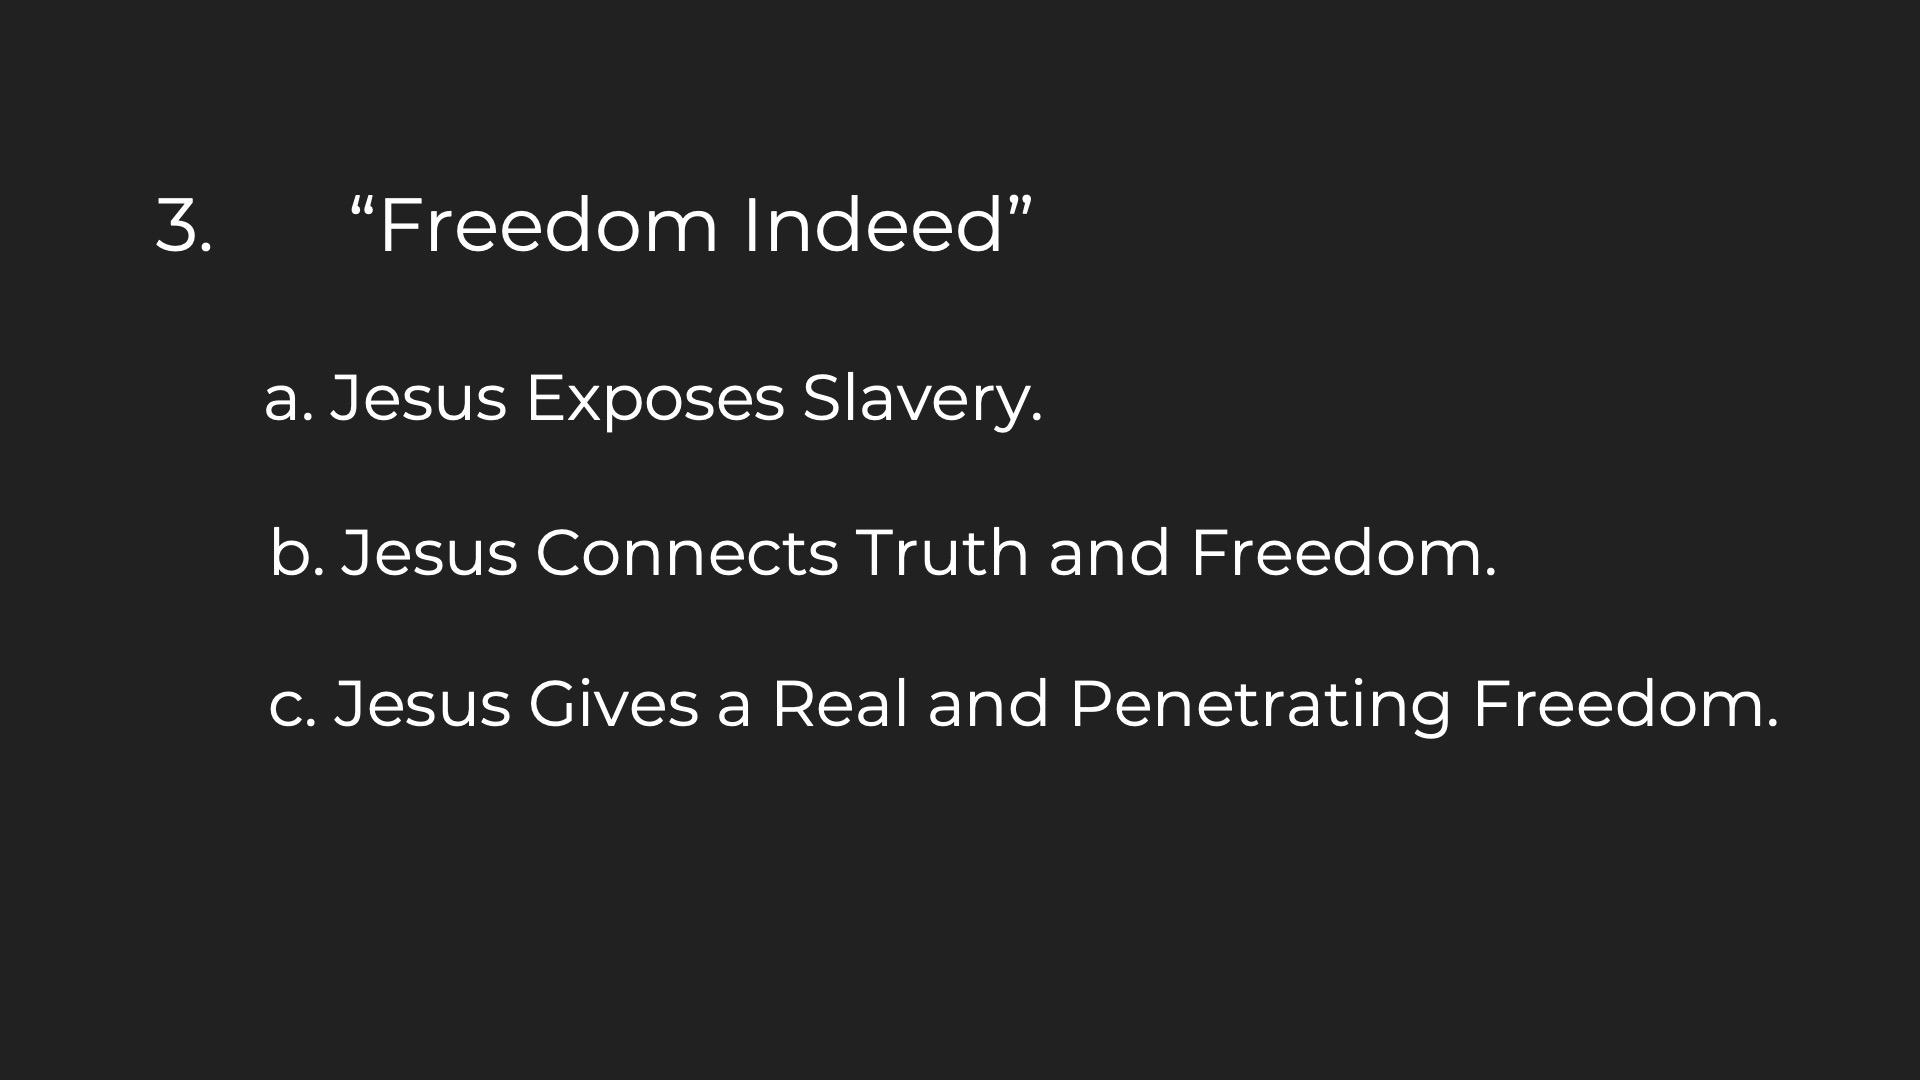 3. “Freedom Indeed”
a. Jesus Exposes Slavery.
b. Jesus Connects Truth and Freedom.
c. Jesus Gives a Real and Penetrating Freedom.